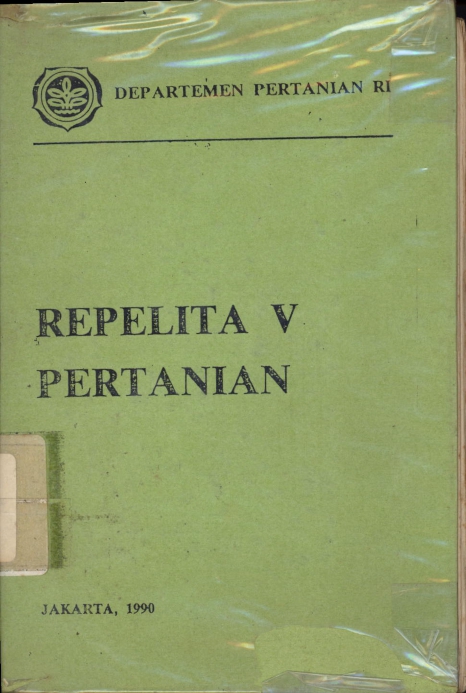 DEPARTEMEN PERTANIAN RI
REPELITA V
PERTANIAN
JAKARTA, 1990